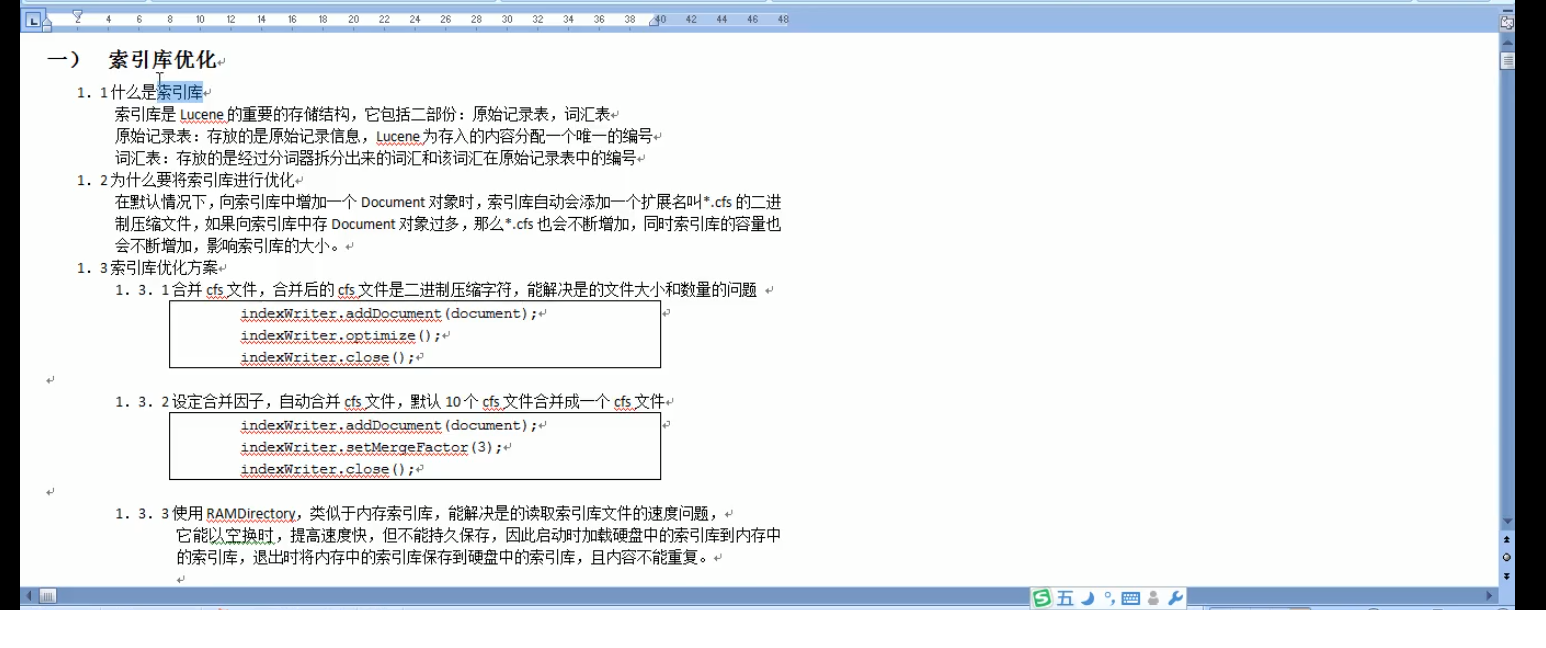 2 4 6 8 10 12 14 16 18 20 22 24 26 28 30 32 34 36 38 40 42 44 46 48
一） 索引库优化
1．1什么是索引库
索引库是 Lucene 的重要的存储结构，它包括二部份：原始记录表，词汇表
原始记录表：存放的是原始记录信息，Lucene 为存入的内容分配一个唯一的编号
词汇表：存放的是经过分词器拆分出来的词汇和该词汇在原始记录表中的编号
1．2为什么要将索引库进行优化
在默认情况下，向索引库中增加一个 Document 对象时，索引库自动会添加一个扩展名叫*.cfs 的二进
制压缩文件，如果向索引库中存 Document 对象过多，那么*.cfs 也会不断增加，同时索引库的容量也
会不断增加，影响索引库的大小。
1．3索引库优化方案
1．3．1合并 cfs 文件，合并后的 cfs 文件是二进制压缩字符，能解决是的文件大小和数量的问题
indexWriter.addDocument(document);
indexWriter.optimize();
indexWriter.close();
1．3．2设定合并因子，自动合并 cfs 文件，默认 10 个 cfs 文件合并成一个 cfs 文件
indexWriter.addDocument(document);
indexWriter.setMergeFactor(3);
indexWriter.close();
1．3．3使用 RAMDirectory，类似于内存索引库，能解决是的读取索引库文件的速度问题，
它能以空换时，提高速度快，但不能持久保存，因此启动时加载硬盘中的索引库到内存中
的索引库，退出时将内存中的索引库保存到硬盘中的索引库，且内容不能重复。
五